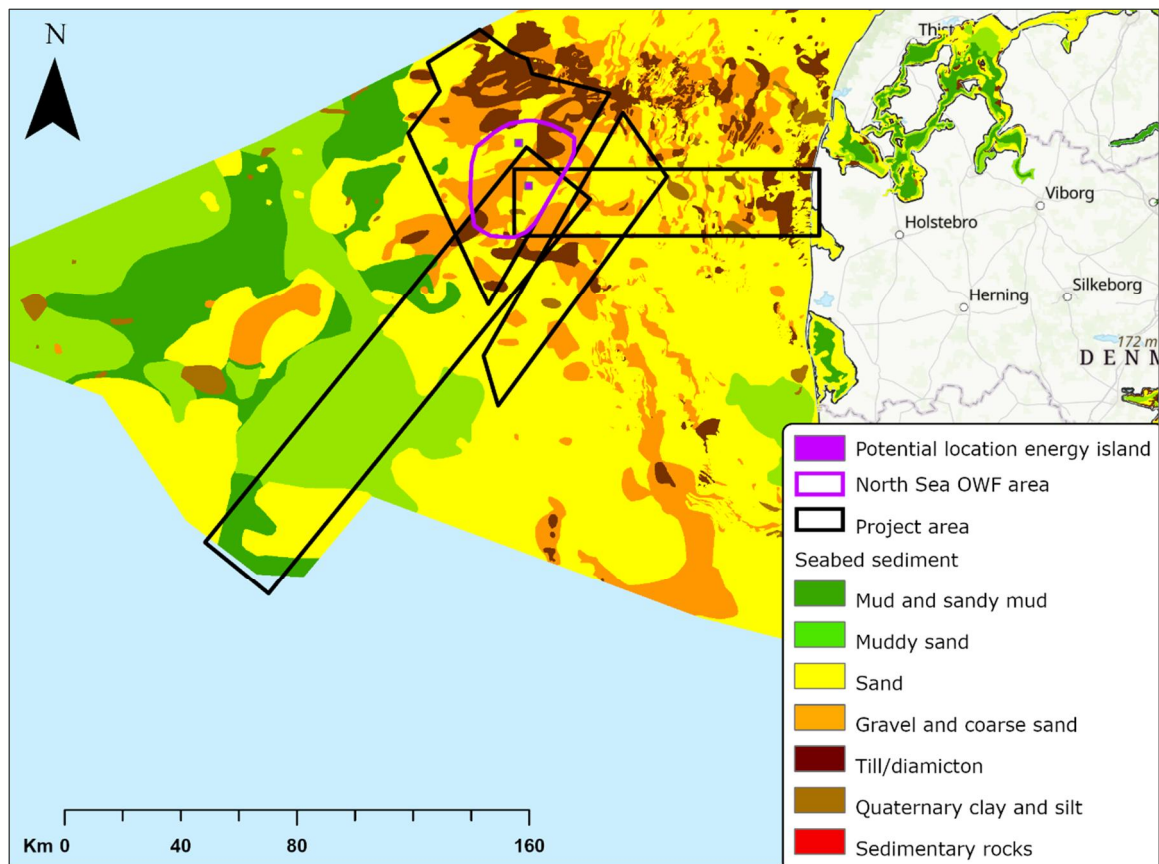 N
Thist
Viborg
Holstebro
Silkeborg
Herning
172 m
DENM
Potential location energy island
North Sea OWF area
Project area
Seabed sediment
Mud and sandy mud
Muddy sand
Sand
Gravel and coarse sand
Till/diamicton
Quaternary clay and silt
Sedimentary rocks
Km 0 40 80 160